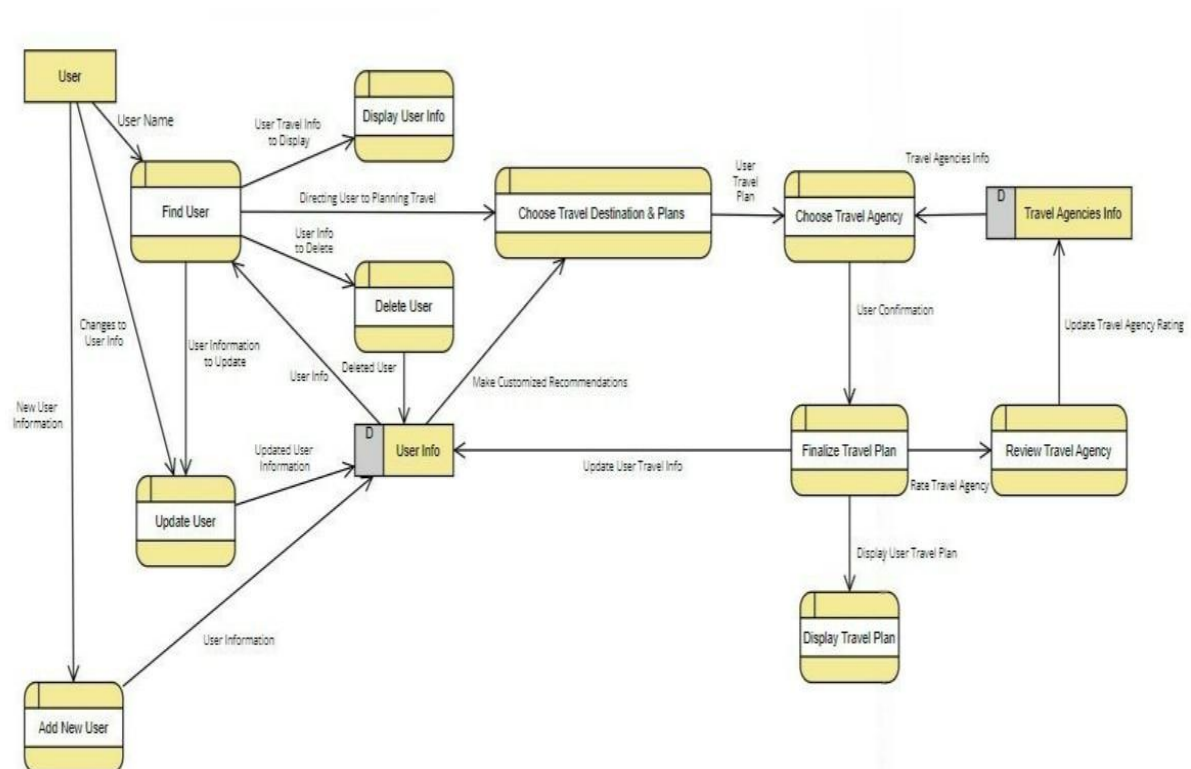 User
User Name
Display User Info
User Travel Info
to Display
Find User
Directing User to Planning Travel
Choose Travel Destination & Plans
User
Travel
Plan
Choose Travel Agency
Travel Agencies Info
D
Travel Agencies Info
User Info
to Delete
Delete User
Changes to
User Info
User Information
to Update
User Info
Deleted User
Make Customized Recommendations
User Confirmation
Update Travel Agency Rating
New User
Information
Updated User
Information
D
User Info
Update User Travel Info
Finalize Travel Plan
Rate Travel Agency
Review Travel Agency
Update User
Display User Travel Plan
User Information
Display Travel Plan
Add New User